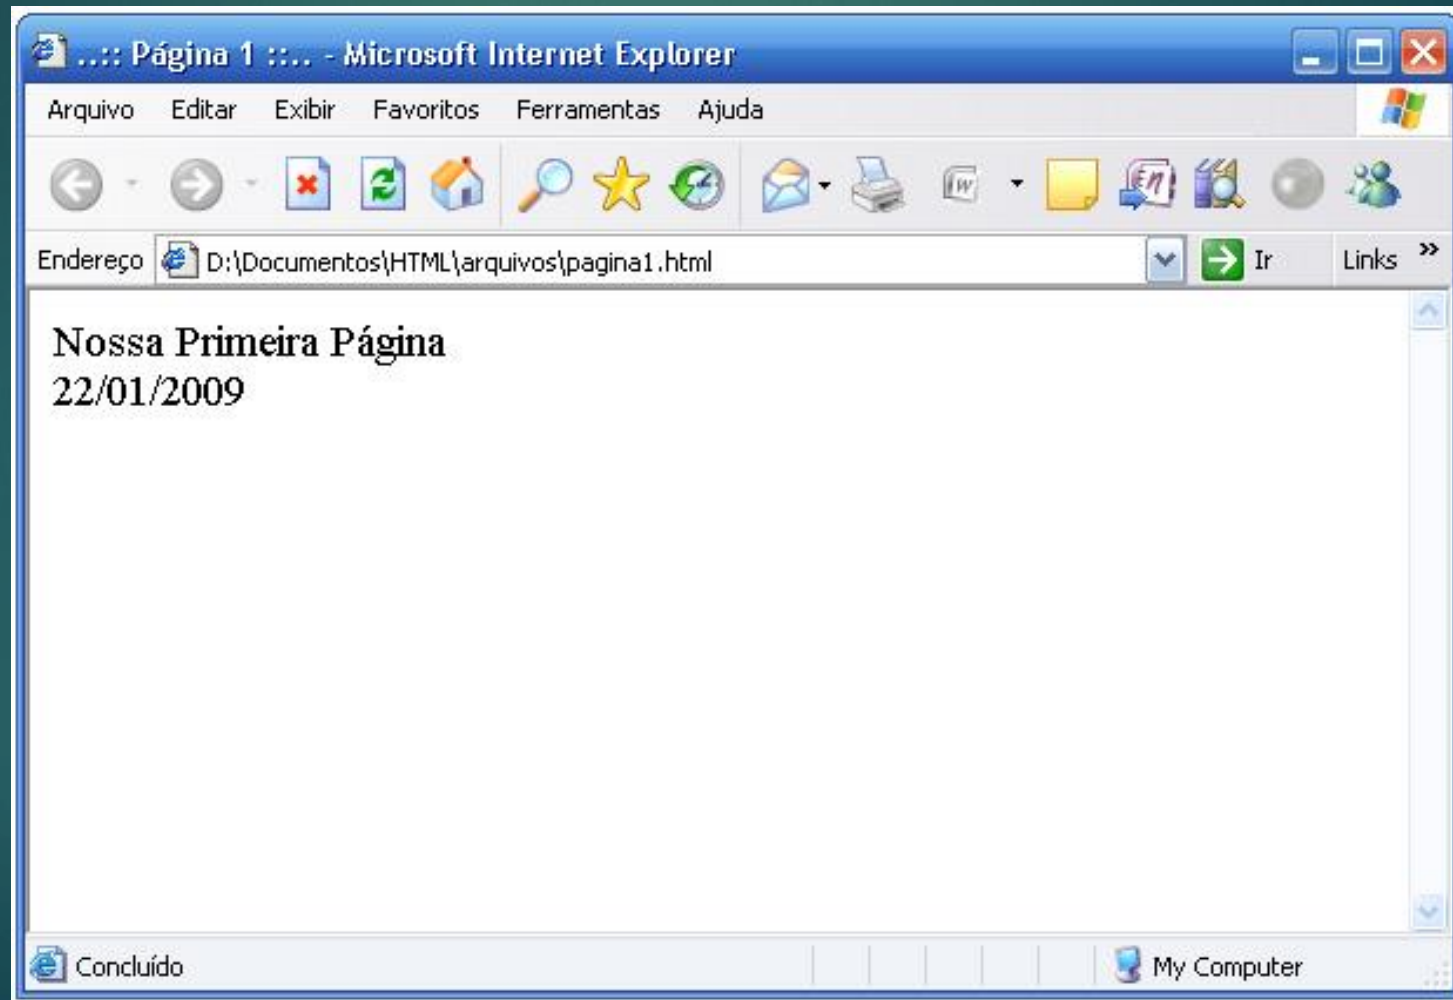 ..:: Página 1 ::.. - Microsoft Internet Explorer
Arquivo Editar Exibir Favoritos Ferramentas Ajuda
Endereço D:\Documentos\HTML\arquivos\pagina1.html Ir Links »
Nossa Primeira Página
22/01/2009
Concluído My Computer